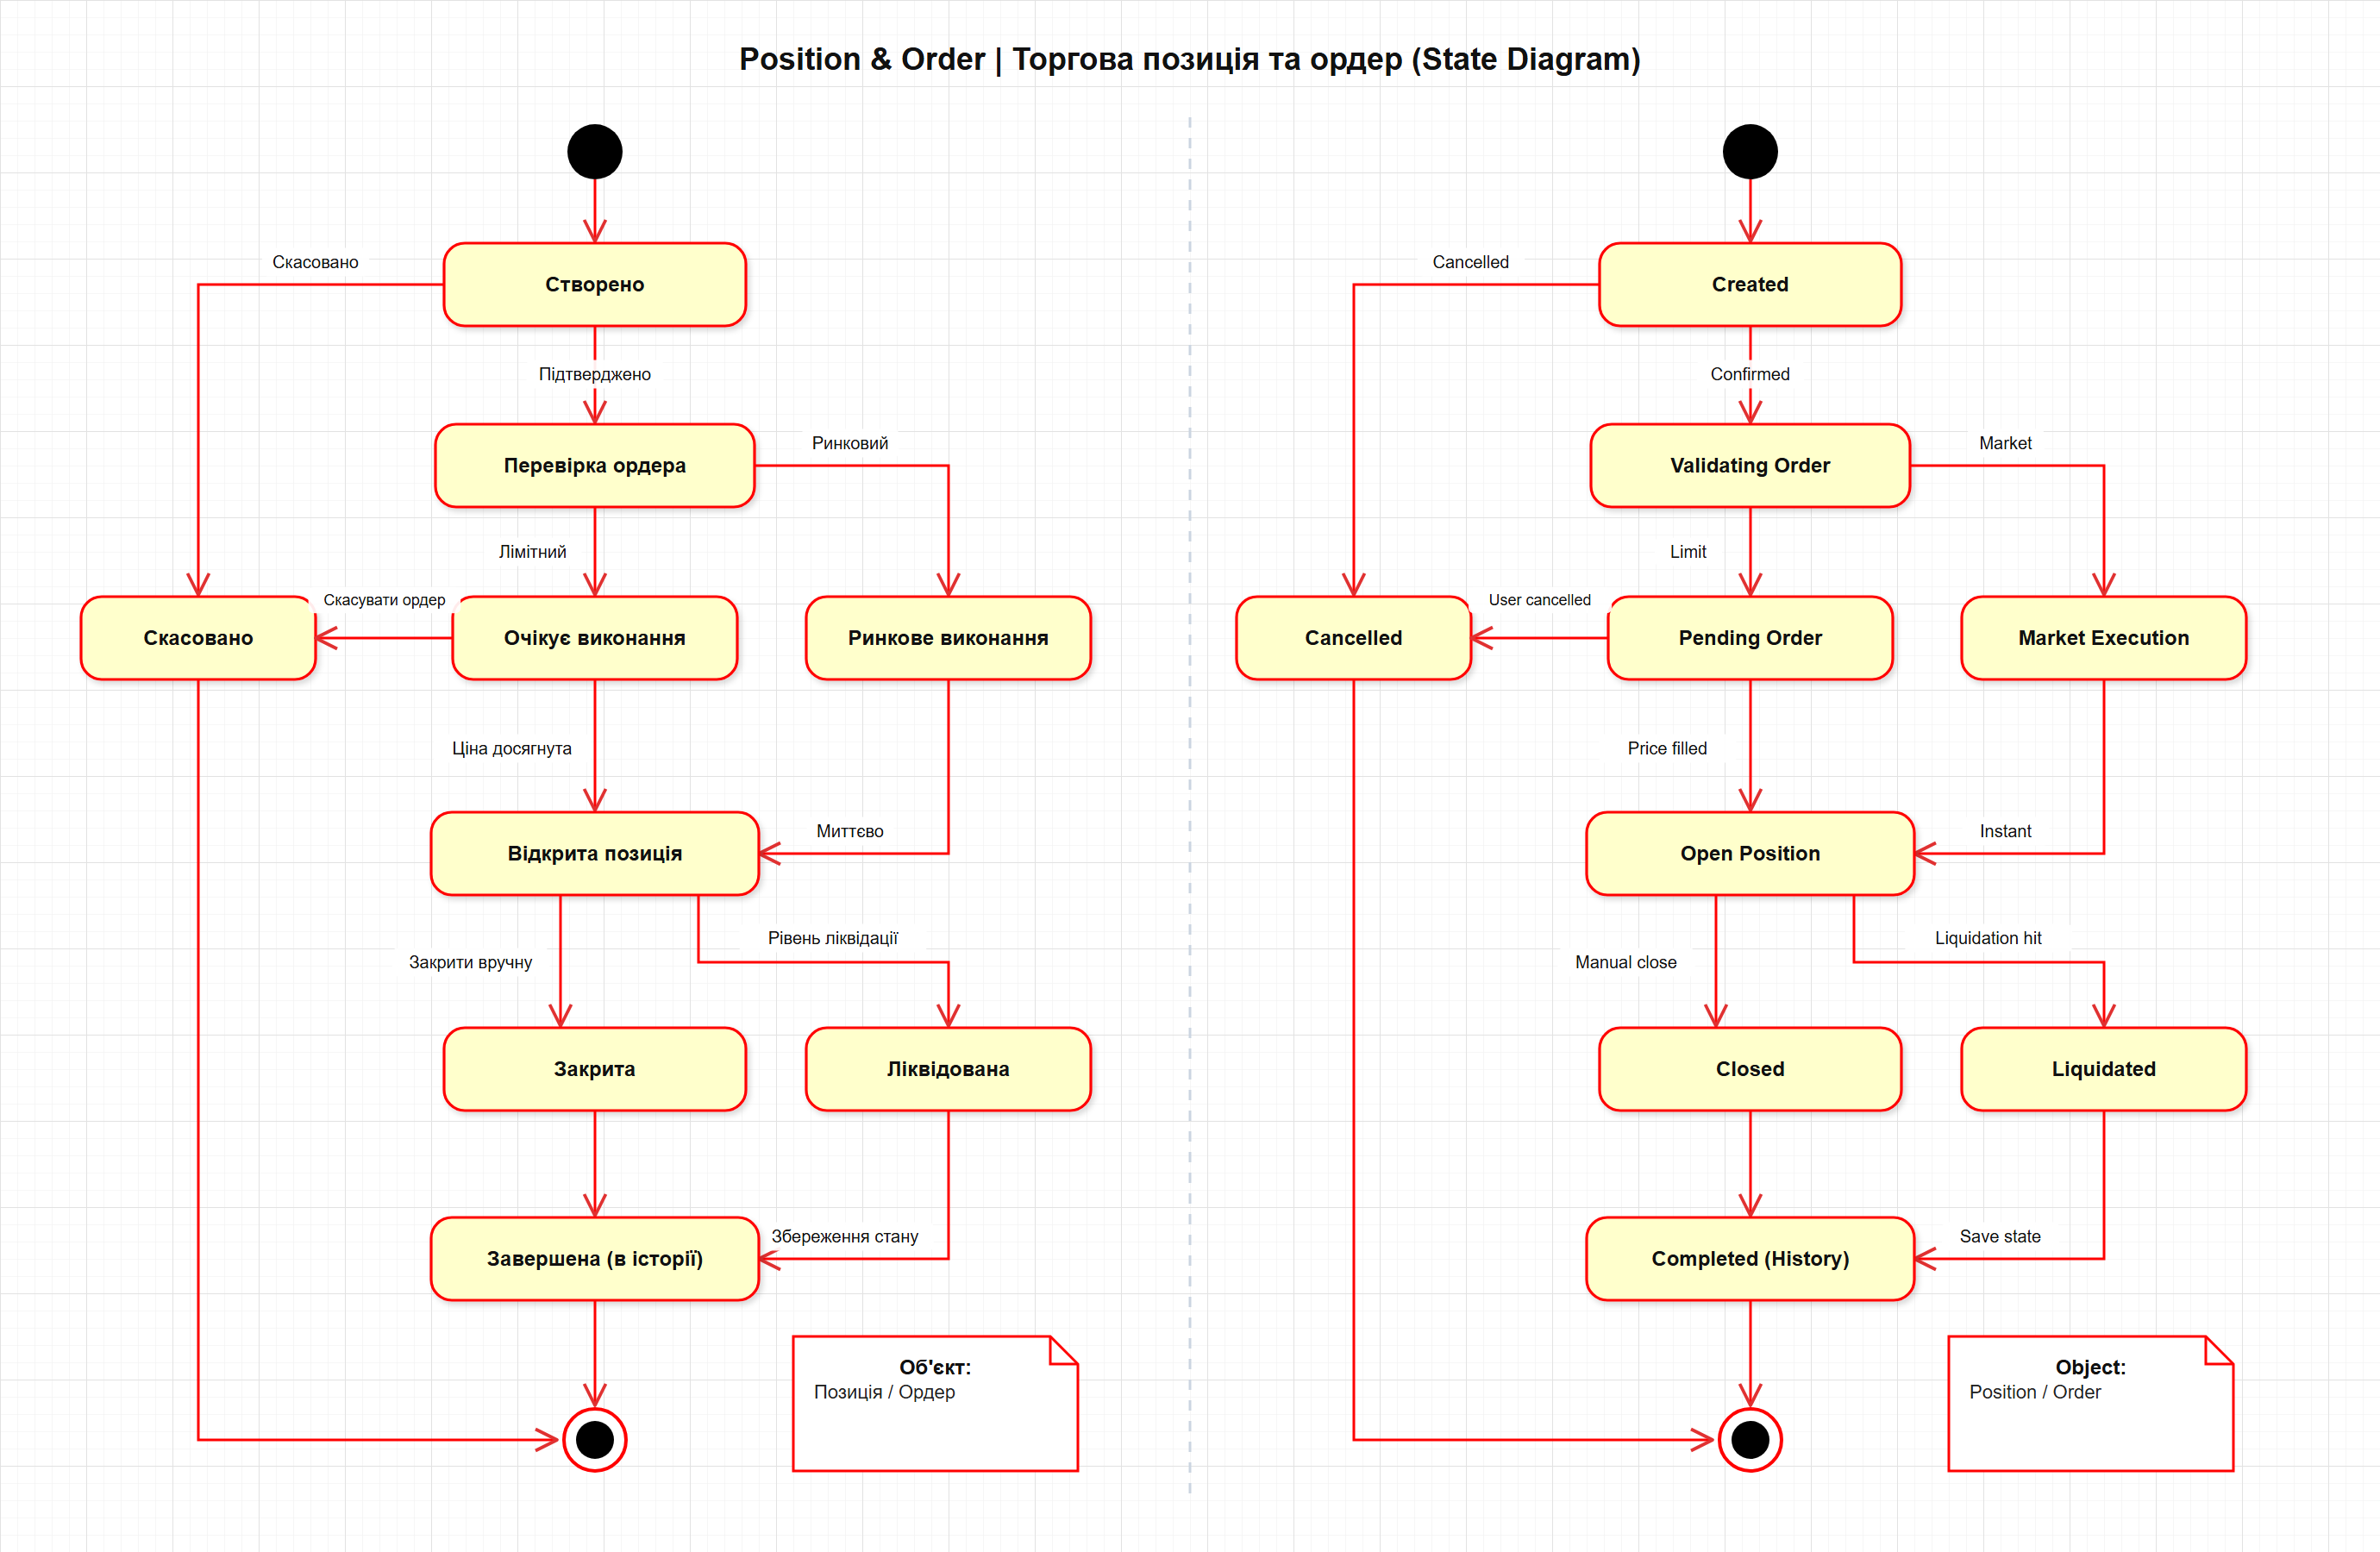 Position & Order | Торгова позиція та ордер (State Diagram)
Скасовано
Створено
Підтверджено
Ринковий
Перевірка ордера
Лімітний
Скасувати ордер
Скасовано
Очікує виконання
Ринкове виконання
Ціна досягнута
Миттєво
Відкрита позиція
Рівень ліквідації
Закрити вручну
Закрита
Ліквідована
Збереження стану
Завершена (в історії)
Об'єкт:
Позиція / Ордер
Cancelled
Created
Confirmed
Market
Validating Order
Limit
User cancelled
Cancelled
Pending Order
Market Execution
Price filled
Instant
Open Position
Liquidation hit
Manual close
Closed
Liquidated
Save state
Completed (History)
Object:
Position / Order